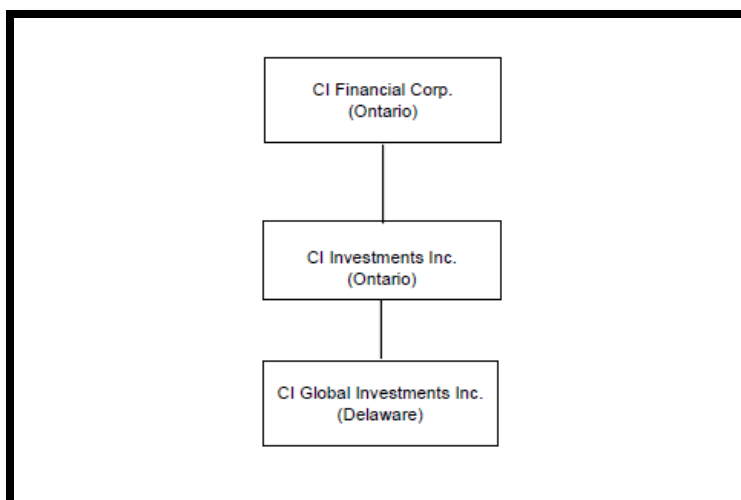 CI Financial Corp.
(Ontario)
CI Investments Inc.
(Ontario)
CI Global Investments Inc.
(Delaware)